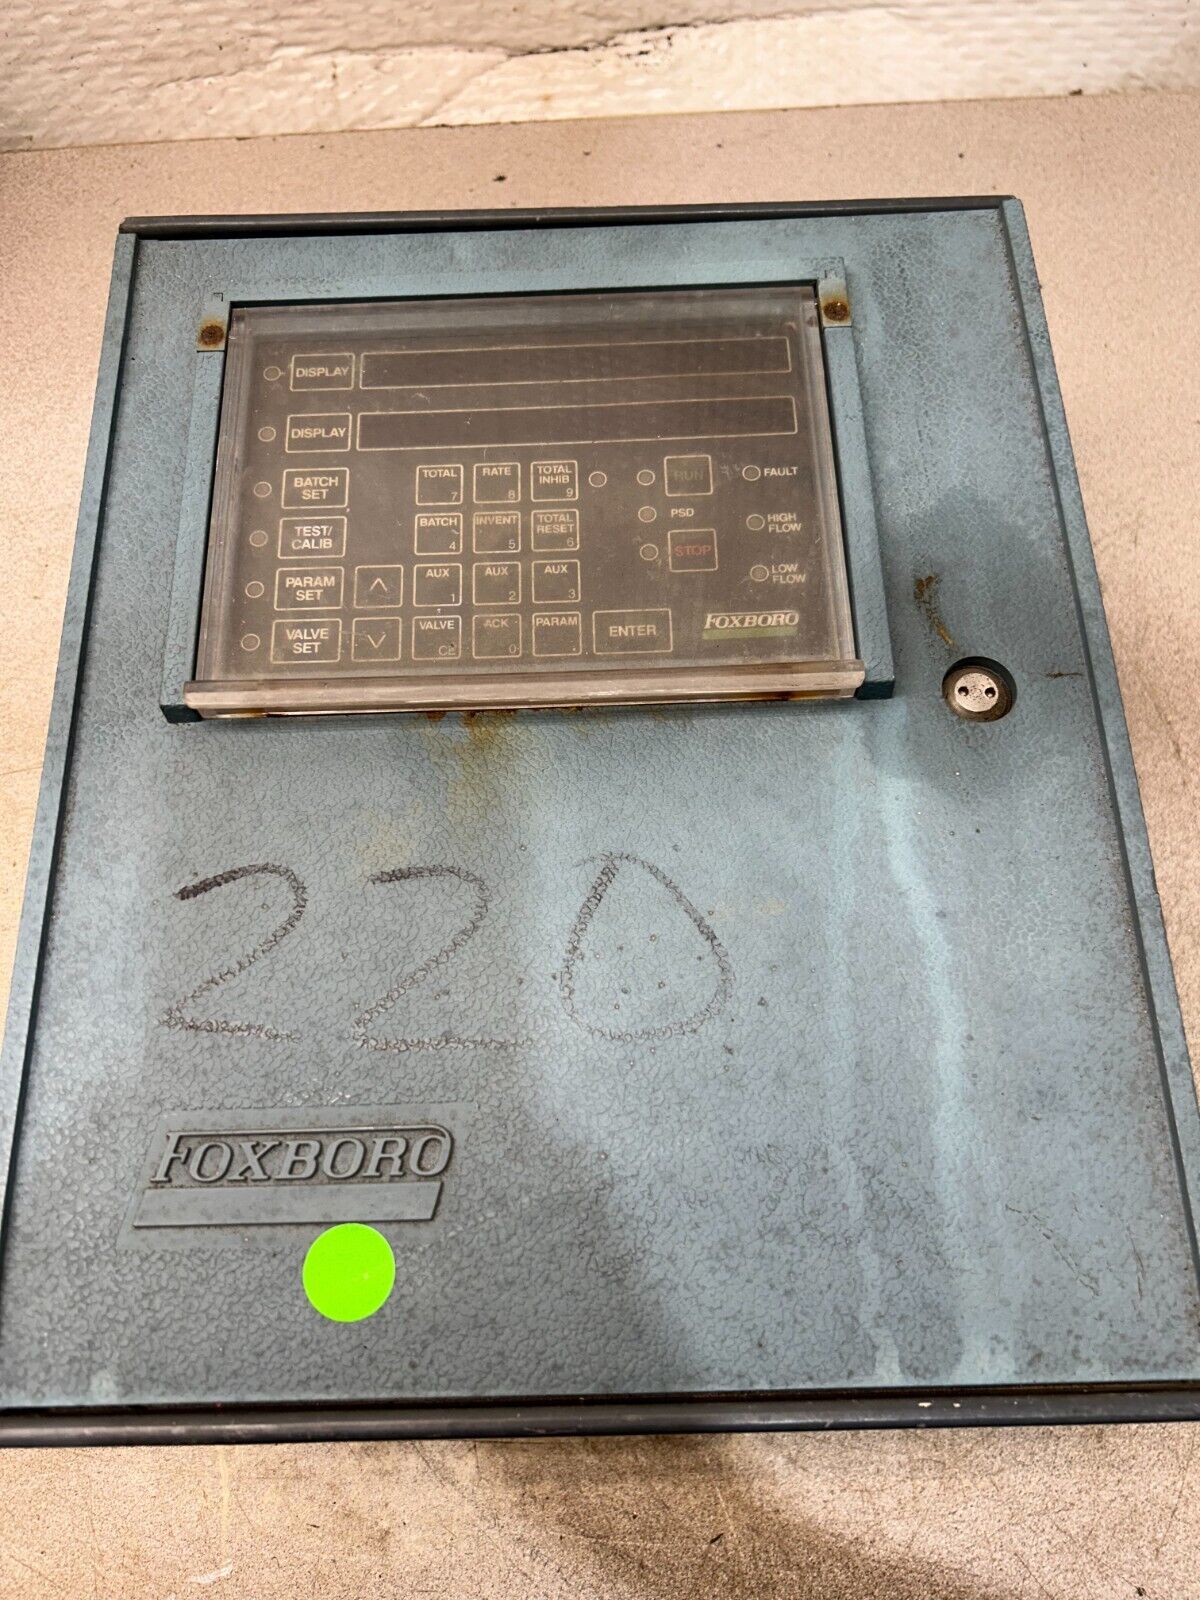 DISPLAY
DISPLAY
BATCH SET
TOTAL 7 RATE 8 TOTAL INHIB 9 RUN FAULT
TEST/ CALIB
BATCH 4 INVENT 5 TOTAL RESET 6 PSD HIGH FLOW
PARAM SET
AUX 1 AUX 2 AUX 3 STOP LOW FLOW
VALVE SET
VALVE CE ACK 0 PARAM . ENTER FOXBORO
220
FOXBORO